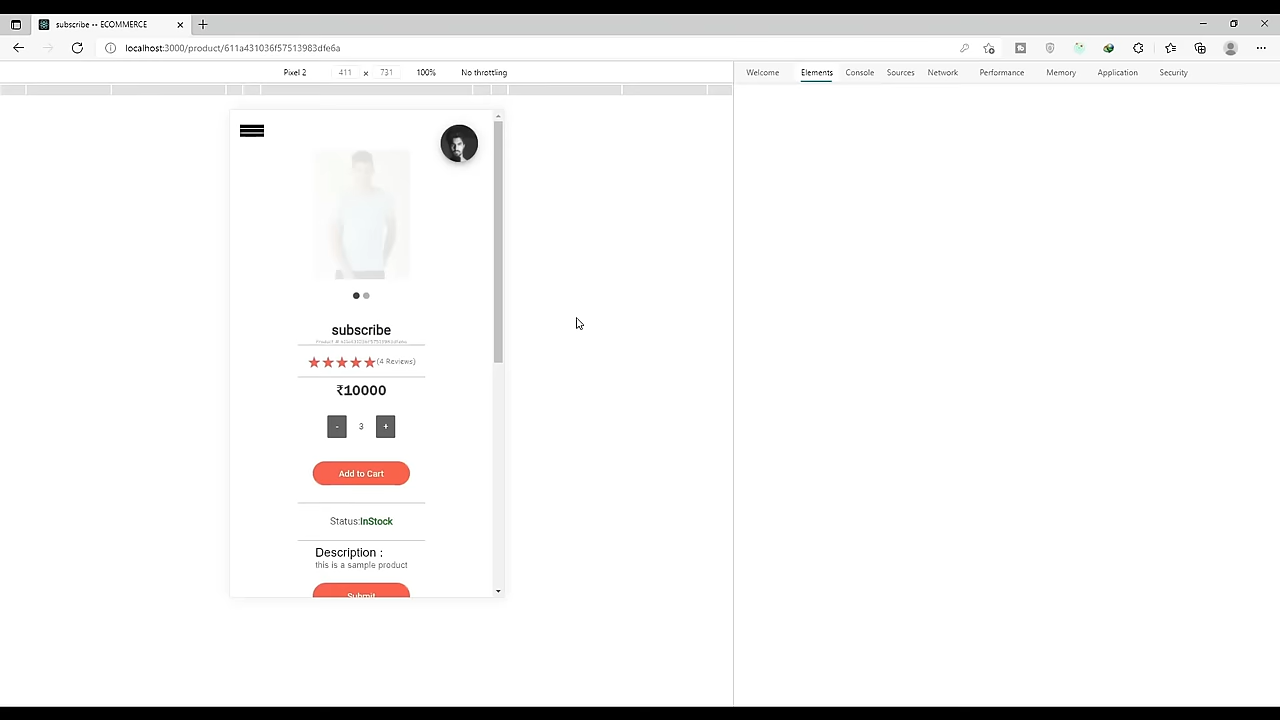 subscribe -- ECOMMERCE
localhost:3000/product/611a431036f57513983dfe6a
Pixel 2 411 x 731 100% No throttling
Welcome Elements Console Sources Network Performance Memory Application Security
subscribe
(4 Reviews)
₹10000
- 3 +
Add to Cart
Status:InStock
Description :
this is a sample product
Submit